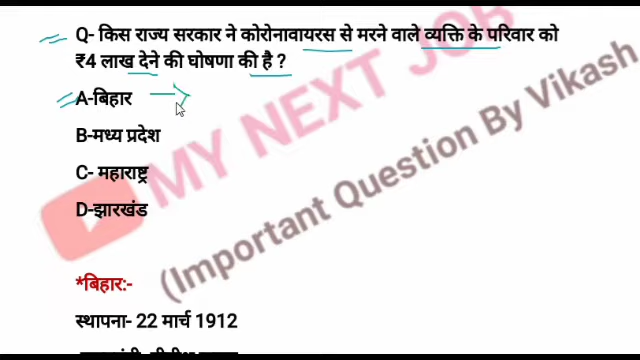 Q- किस राज्य सरकार ने कोरोनावायरस से मरने वाले व्यक्ति के परिवार को
₹4 लाख देने की घोषणा की है ?
A-बिहार
B-मध्य प्रदेश
C- महाराष्ट्र
D-झारखंड
MY NEXT JOB
(Important Question By Vikash
*बिहार:-
स्थापना- 22 मार्च 1912